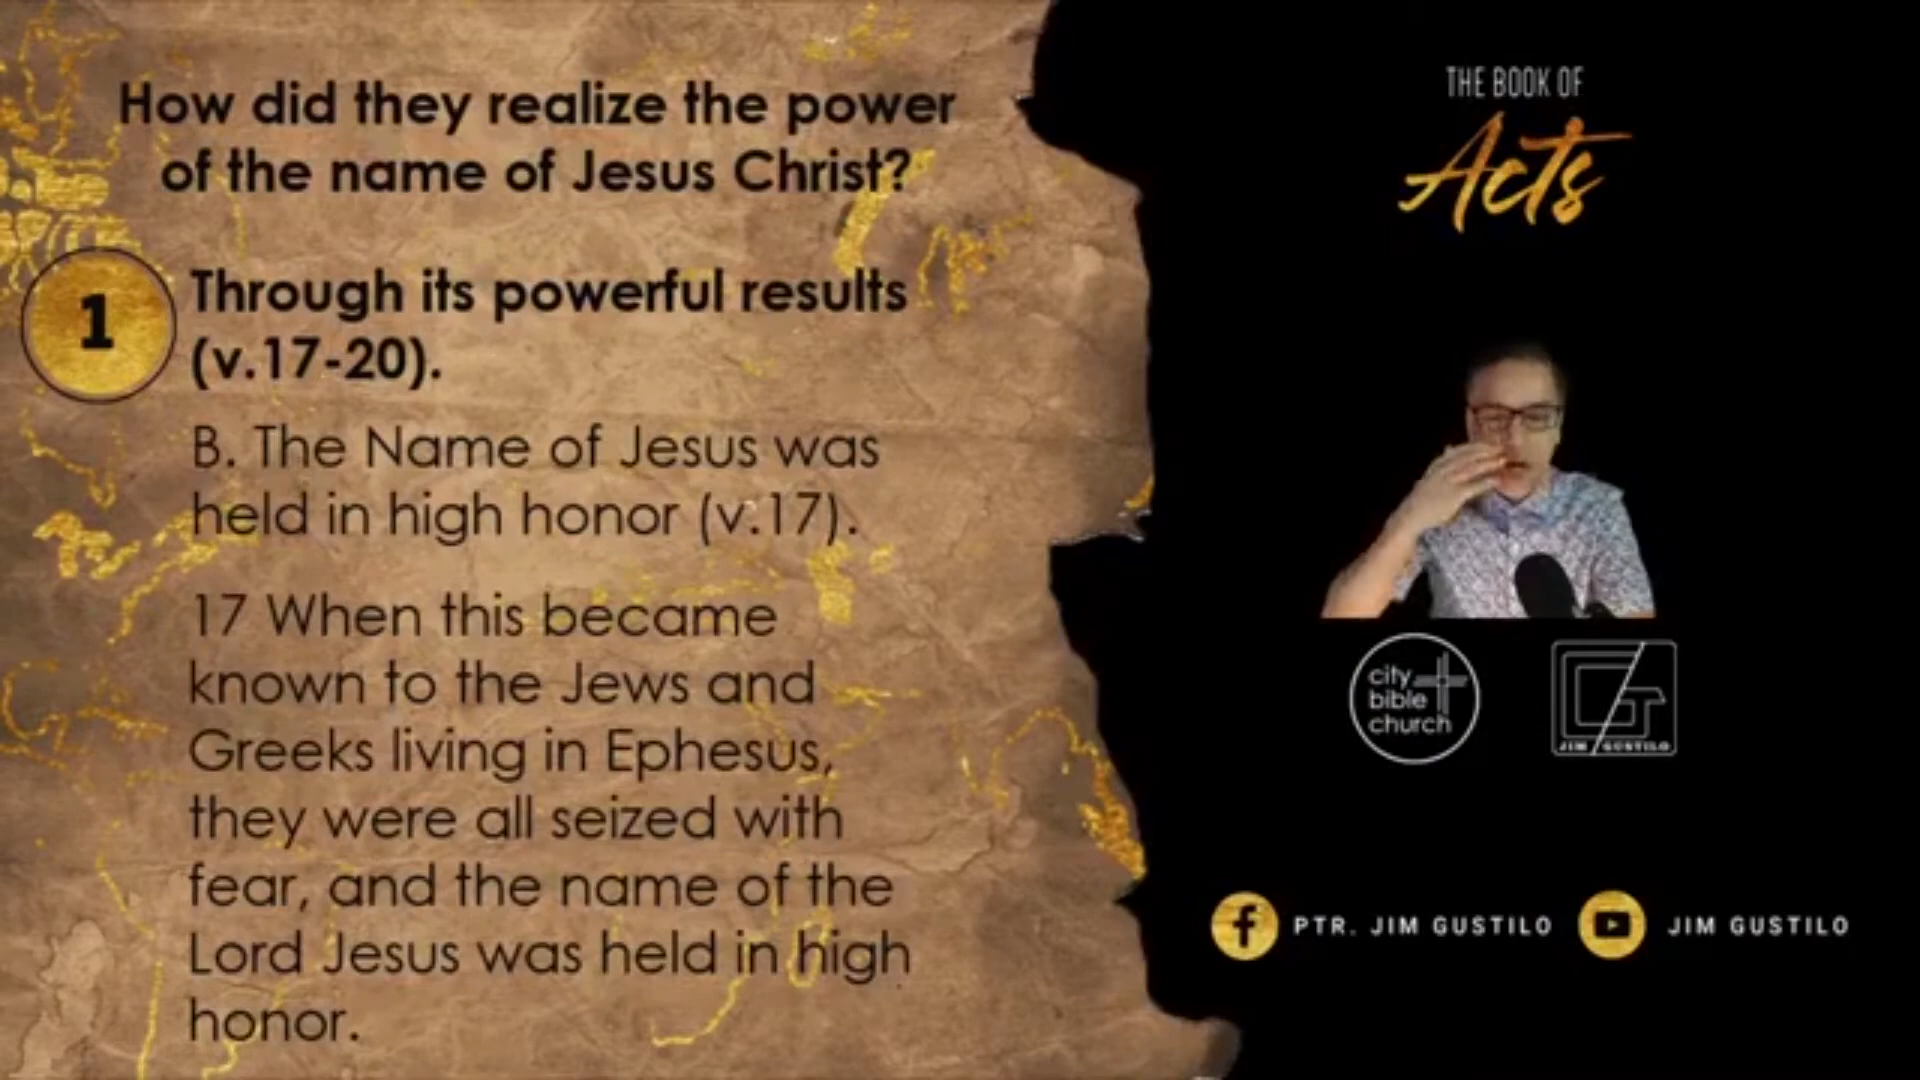 How did they realize the power
of the name of Jesus Christ?
1
Through its powerful results
(v.17-20).
B. The Name of Jesus was
held in high honor (v.17).
17 When this became
known to the Jews and
Greeks living in Ephesus,
they were all seized with
fear, and the name of the
Lord Jesus was held in high
honor.
THE BOOK OF
Acts
city
bible
church
JIM GUSTILO
PTR. JIM GUSTILO
JIM GUSTILO